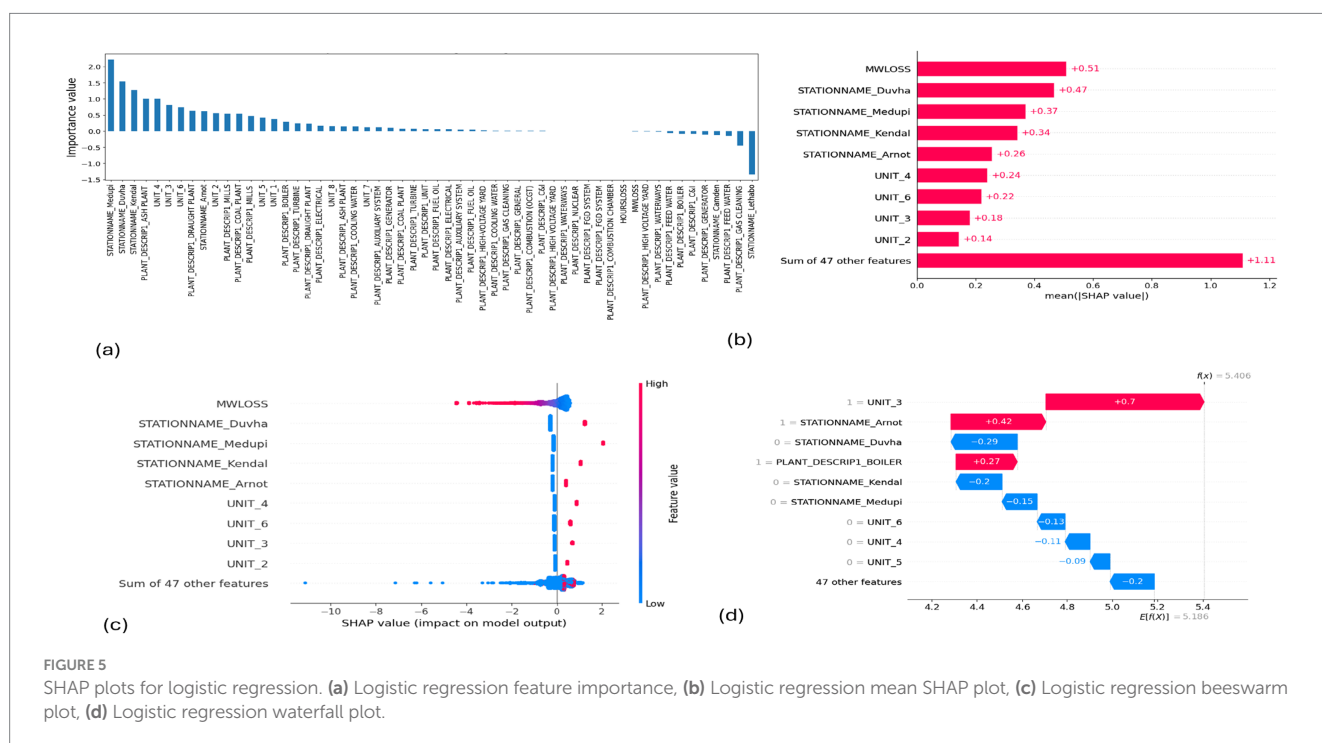 Importance value
2.0
1.5
1.0
0.5
0.0
−0.5
−1.0
−1.5
STATIONNAME_Medupi
STATIONNAME_Duvha
STATIONNAME_Kendal
PLANT_DESCRIP1_ASH PLANT
UNIT_4
UNIT_3
UNIT_6
PLANT_DESCRIP1_DRAUGHT PLANT
STATIONNAME_Arnot
UNIT_2
PLANT_DESCRIP1_MILLS
PLANT_DESCRIP1_COAL PLANT
PLANT_DESCRIP1_MILLS
UNIT_5
UNIT_1
PLANT_DESCRIP1_BOILER
PLANT_DESCRIP1_TURBINE
PLANT_DESCRIP1_DRAUGHT PLANT
PLANT_DESCRIP1_ELECTRICAL
UNIT_8
PLANT_DESCRIP1_ASH PLANT
PLANT_DESCRIP1_COOLING WATER
UNIT_7
PLANT_DESCRIP1_AUXILIARY SYSTEM
PLANT_DESCRIP1_GENERATOR
PLANT_DESCRIP1_COAL PLANT
PLANT_DESCRIP1_TURBINE
PLANT_DESCRIP1_UNIT
PLANT_DESCRIP1_FUEL OIL
PLANT_DESCRIP1_ELECTRICAL
PLANT_DESCRIP1_AUXILIARY SYSTEM
PLANT_DESCRIP1_FUEL OIL
PLANT_DESCRIP1_HIGH-VOLTAGE YARD
PLANT_DESCRIP1_COOLING WATER
PLANT_DESCRIP1_GAS CLEANING
PLANT_DESCRIP1_GENERAL
PLANT_DESCRIP1_COMBUSTION (OCGT)
PLANT_DESCRIP1_C&I
PLANT_DESCRIP1_HIGH VOLTAGE YARD
PLANT_DESCRIP1_WATERWAYS
PLANT_DESCRIP1_NUCLEAR
PLANT_DESCRIP1_FGD SYSTEM
PLANT_DESCRIP1_FGD SYSTEM
PLANT_DESCRIP1_COMBUSTION CHAMBER
HOURSLOSS
MWLOSS
PLANT_DESCRIP1_HIGH VOLTAGE YARD
PLANT_DESCRIP1_WATERWAYS
PLANT_DESCRIP1_FEED WATER
PLANT_DESCRIP1_BOILER
PLANT_DESCRIP1_C&I
PLANT_DESCRIP1_GENERATOR
STATIONNAME_Camden
PLANT_DESCRIP1_FEED WATER
PLANT_DESCRIP1_GAS CLEANING
STATIONNAME_Lethabo
(a)
MWLOSS +0.51
STATIONNAME_Duvha +0.47
STATIONNAME_Medupi +0.37
STATIONNAME_Kendal +0.34
STATIONNAME_Arnot +0.26
UNIT_4 +0.24
UNIT_6 +0.22
UNIT_3 +0.18
UNIT_2 +0.14
Sum of 47 other features +1.11
0.0 0.2 0.4 0.6 0.8 1.0 1.2
mean(|SHAP value|)
(b)
High
MWLOSS
STATIONNAME_Duvha
STATIONNAME_Medupi
STATIONNAME_Kendal
STATIONNAME_Arnot
UNIT_4
UNIT_6
UNIT_3
UNIT_2
Sum of 47 other features
Feature value
Low
−10 −8 −6 −4 −2 0 2
SHAP value (impact on model output)
(c)
f(x) = 5.406
1 = UNIT_3 +0.7
1 = STATIONNAME_Arnot +0.42
0 = STATIONNAME_Duvha −0.29
1 = PLANT_DESCRIP1_BOILER +0.27
0 = STATIONNAME_Kendal −0.2
0 = STATIONNAME_Medupi −0.15
0 = UNIT_6 −0.13
0 = UNIT_4 −0.11
0 = UNIT_5 −0.09
47 other features −0.2
4.2 4.4 4.6 4.8 5.0 5.2 5.4
E[f(X)] = 5.186
(d)
FIGURE 5
SHAP plots for logistic regression. (a) Logistic regression feature importance, (b) Logistic regression mean SHAP plot, (c) Logistic regression beeswarm
plot, (d) Logistic regression waterfall plot.